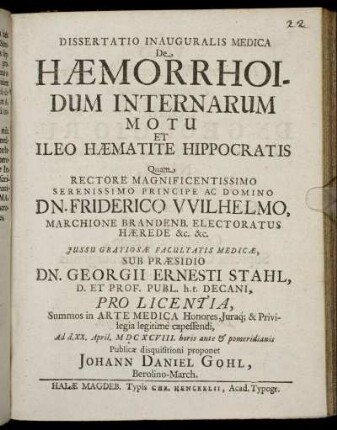 22
DISSERTATIO INAUGURALIS MEDICA
De
HÆMORRHOI-
DUM INTERNARUM
MOTU
ET
ILEO HÆMATITE HIPPOCRATIS
Quam
RECTORE MAGNIFICENTISSIMO
SERENISSIMO PRINCIPE AC DOMINO
DN. FRIDERICO VVILHELMO,
MARCHIONE BRANDENB. ELECTORATUS
HÆREDE &c. &c.
JUSSU GRATIOSÆ FACULTATIS MEDICÆ,
SUB PRÆSIDIO
DN. GEORGII ERNESTI STAHL,
D. ET PROF. PUBL. h.t. DECANI,
PRO LICENTIA,
Summos in ARTE MEDICA Honores, Juraq; & Privi-
legia legitimè capessendi,
Ad d. XX. April. MDCXCVIII. horis ante & pomeridianis
Publicæ disquisitioni proponet
JOHANN DANIEL GOHL,
Berolino-March.
HALÆ MAGDEB. Typis CHR. HENCKELII, Acad. Typogr.